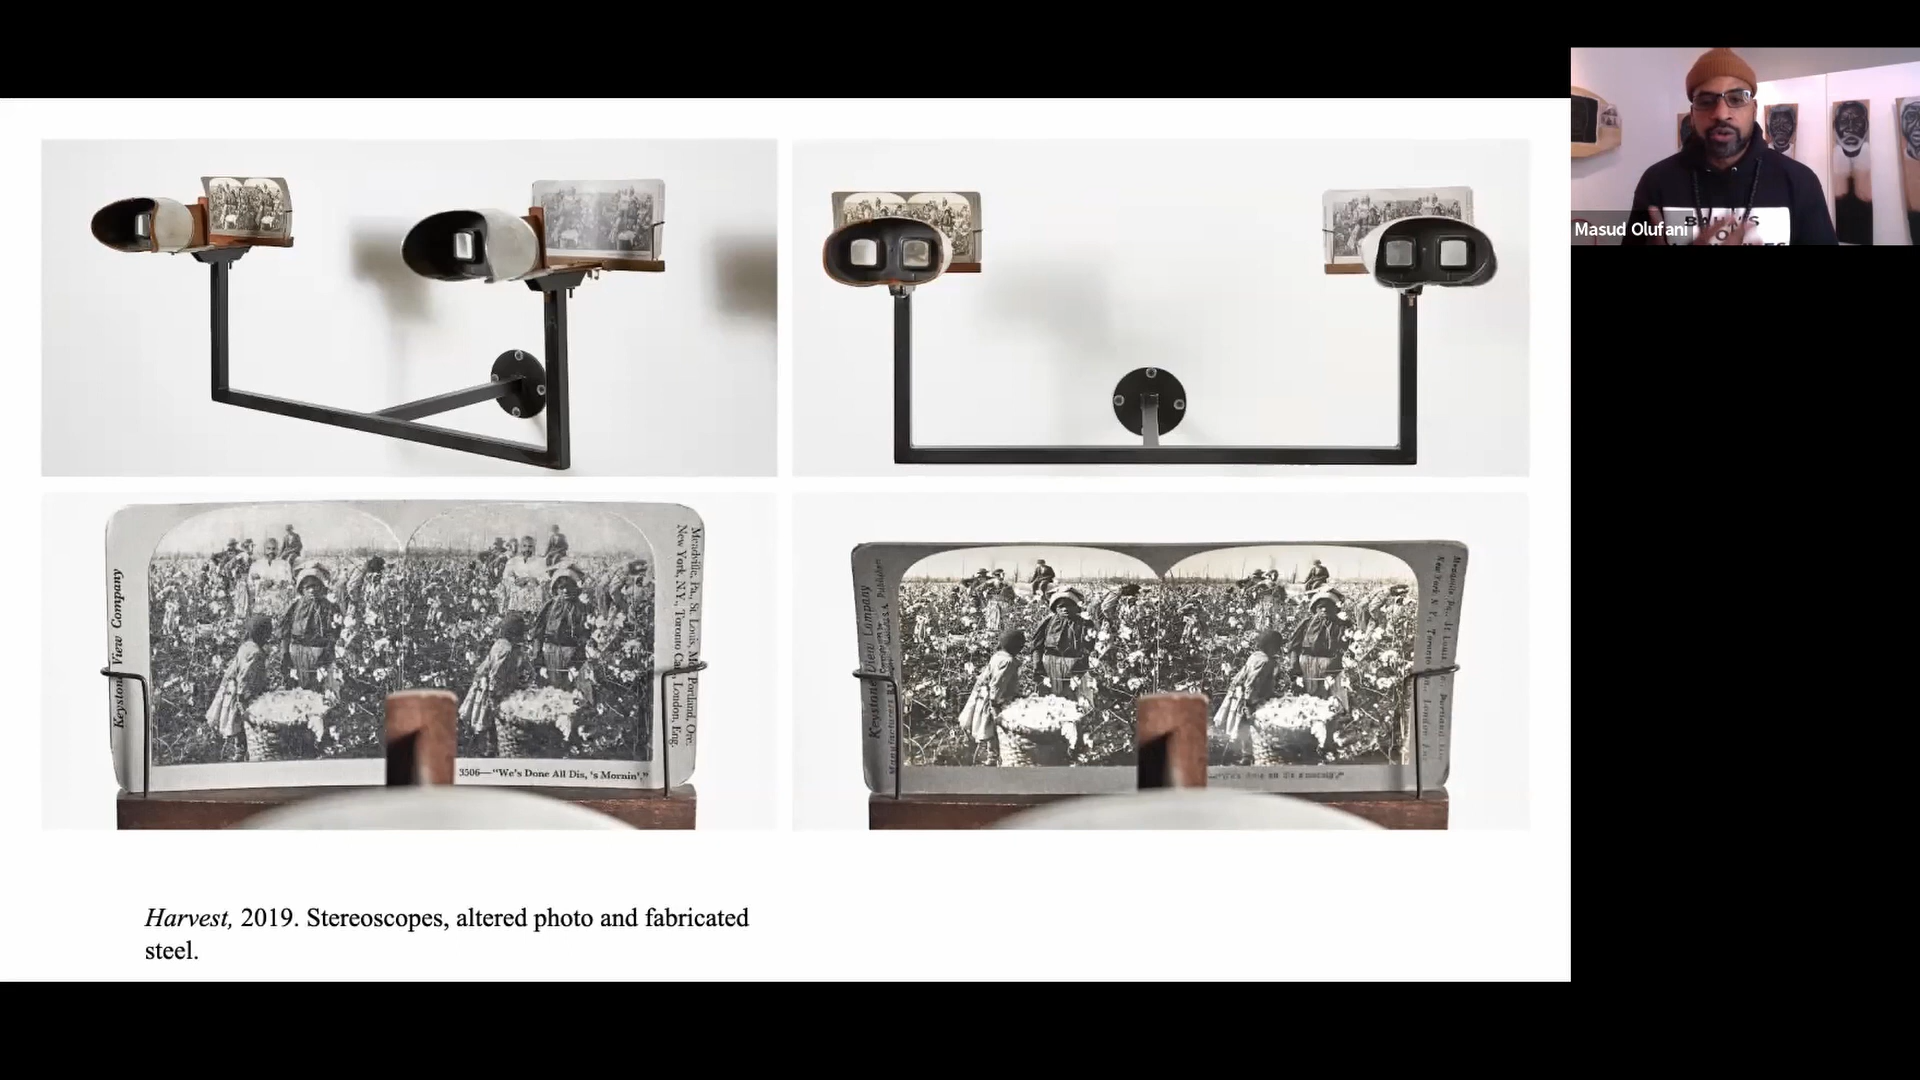 Masud Olufani
Keystone View Company
Meadville, Pa., St. Louis, Mo., Portland, Ore.
New York, N.Y., Toronto Can., London, Eng.
3506—"We's Done All Dis, 's Mornin'."
Keystone View Company
Harvest, 2019. Stereoscopes, altered photo and fabricated
steel.